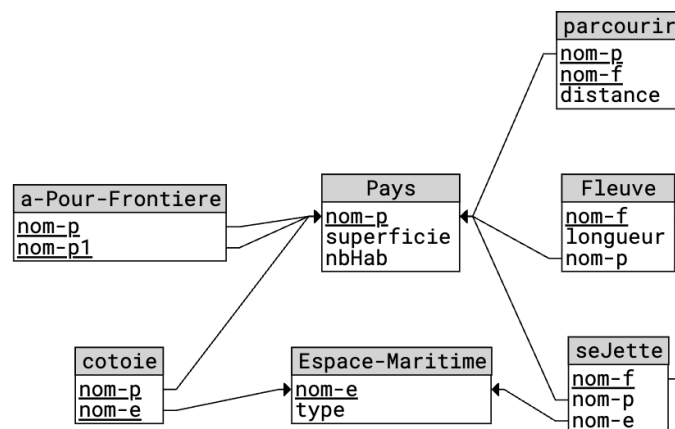 parcourir
nom-p
nom-f
distance
a-Pour-Frontiere
nom-p
nom-p1
Pays
nom-p
superficie
nbHab
Fleuve
nom-f
longueur
nom-p
cotoie
nom-p
nom-e
Espace-Maritime
nom-e
type
seJette
nom-f
nom-p
nom-e